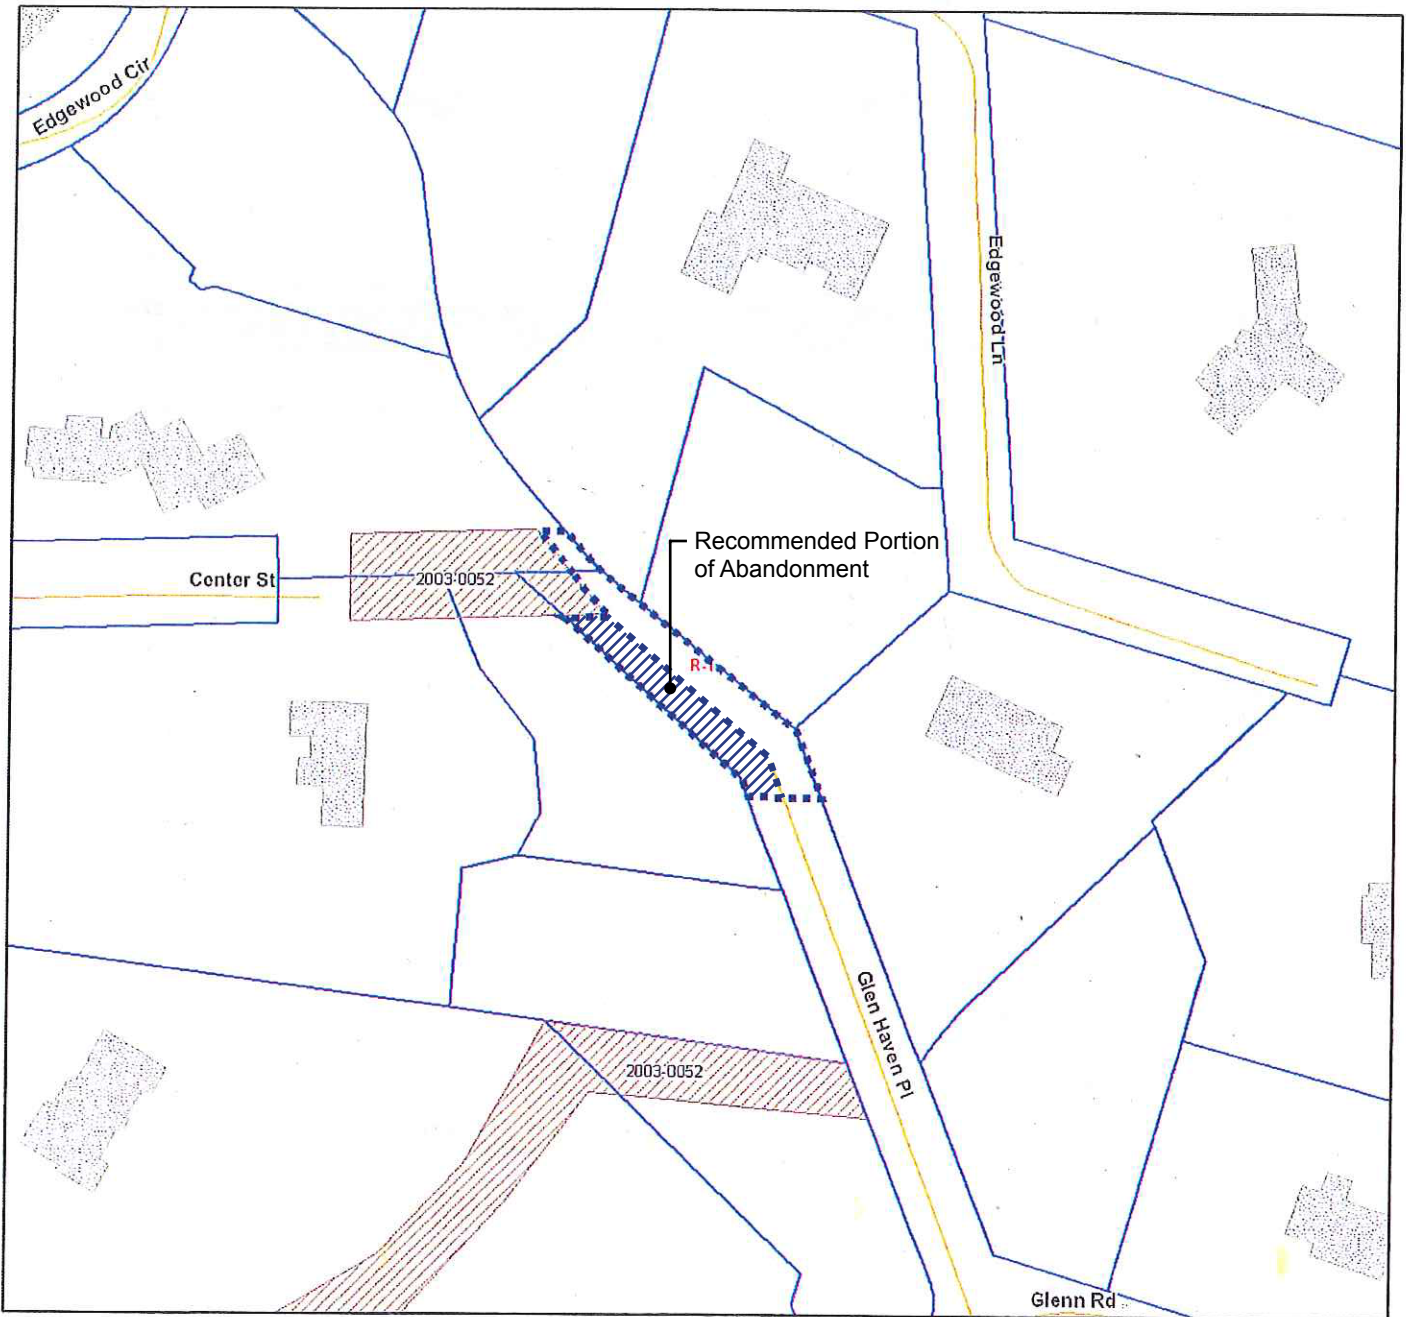 Edgewood Cir
Edgewood Ln
Recommended Portion
of Abandonment
Center St
2003-0052
R-1
Glen Haven Pl
2003-0052
Glenn Rd